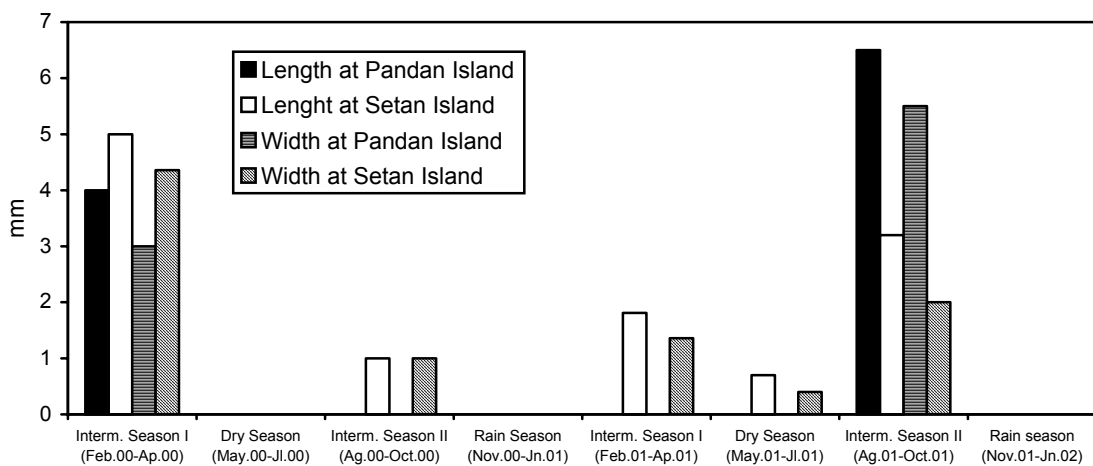 7
6
5
4
3
2
1
0
mm
Length at Pandan Island
Lenght at Setan Island
Width at Pandan Island
Width at Setan Island
Interm. Season I
(Feb.00-Ap.00)
Dry Season
(May.00-Jl.00)
Interm. Season II
(Ag.00-Oct.00)
Rain Season
(Nov.00-Jn.01)
Interm. Season I
(Feb.01-Ap.01)
Dry Season
(May.01-Jl.01)
Interm. Season II
(Ag.01-Oct.01)
Rain season
(Nov.01-Jn.02)